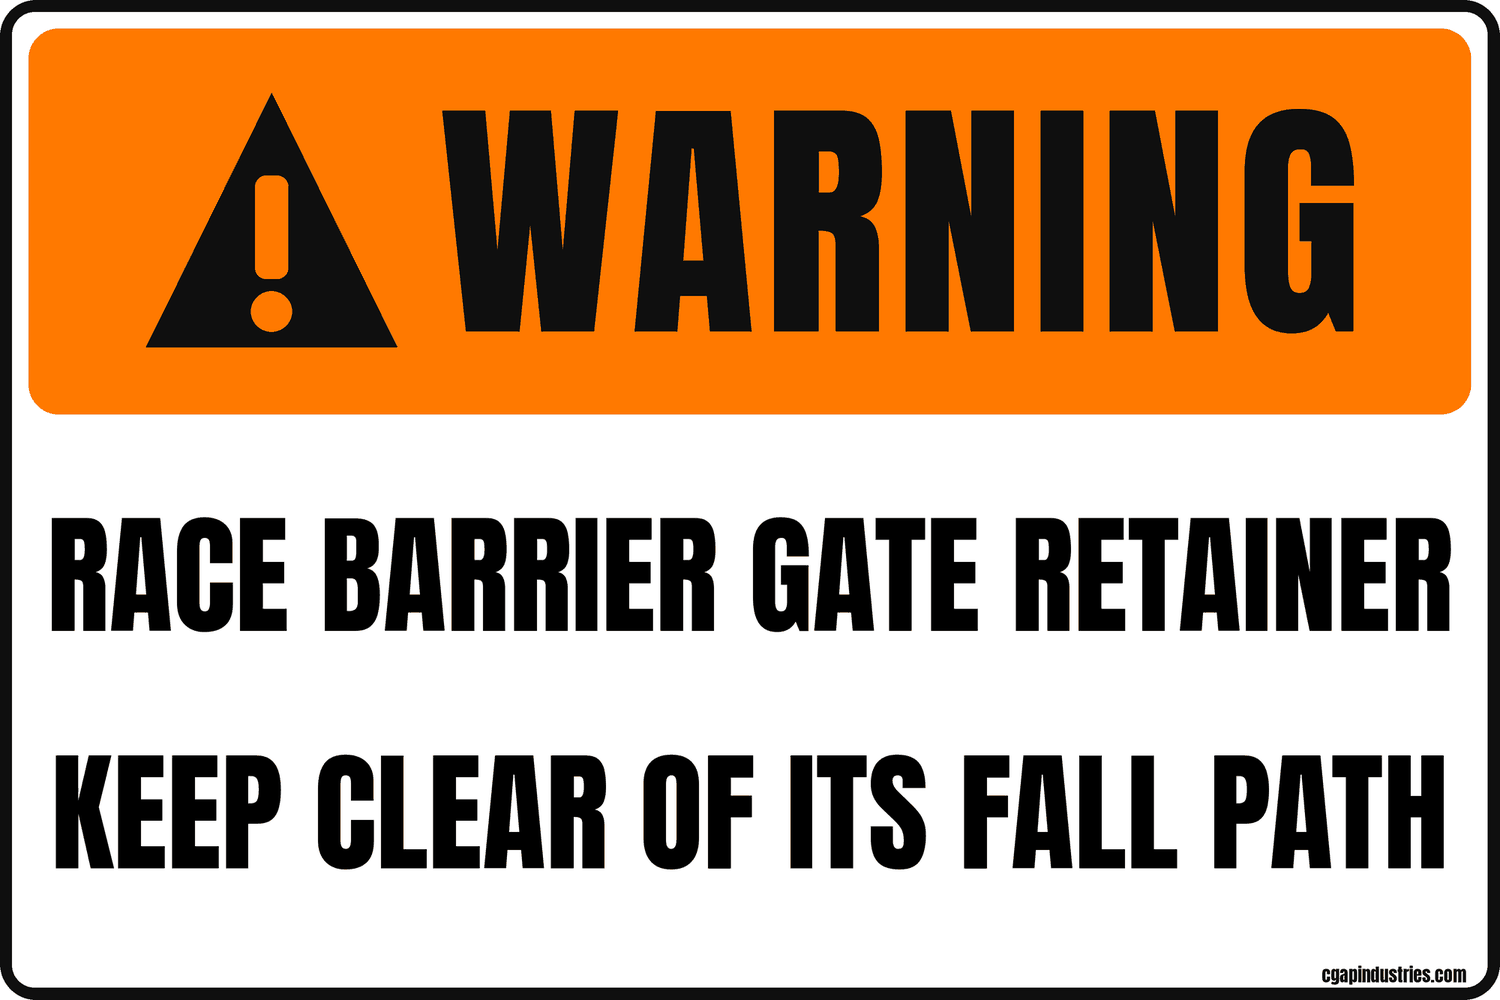 WARNING
RACE BARRIER GATE RETAINER
KEEP CLEAR OF ITS FALL PATH
cgapindustries.com